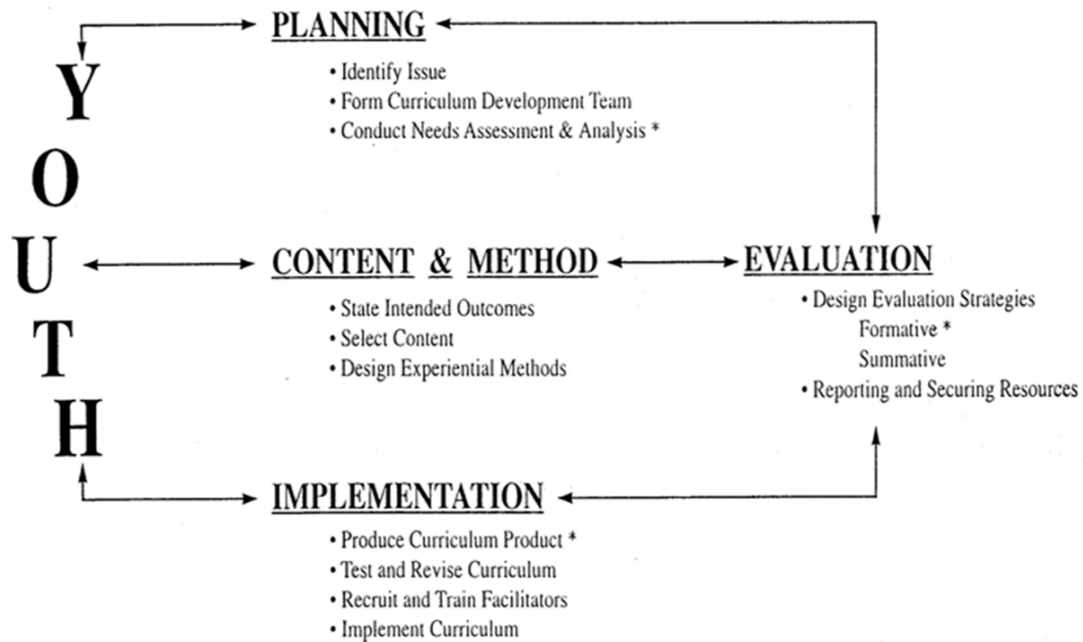 YOUTH
PLANNING
• Identify Issue
• Form Curriculum Development Team
• Conduct Needs Assessment & Analysis *
CONTENT & METHOD
• State Intended Outcomes
• Select Content
• Design Experiential Methods
EVALUATION
• Design Evaluation Strategies
Formative *
Summative
• Reporting and Securing Resources
IMPLEMENTATION
• Produce Curriculum Product *
• Test and Revise Curriculum
• Recruit and Train Facilitators
• Implement Curriculum